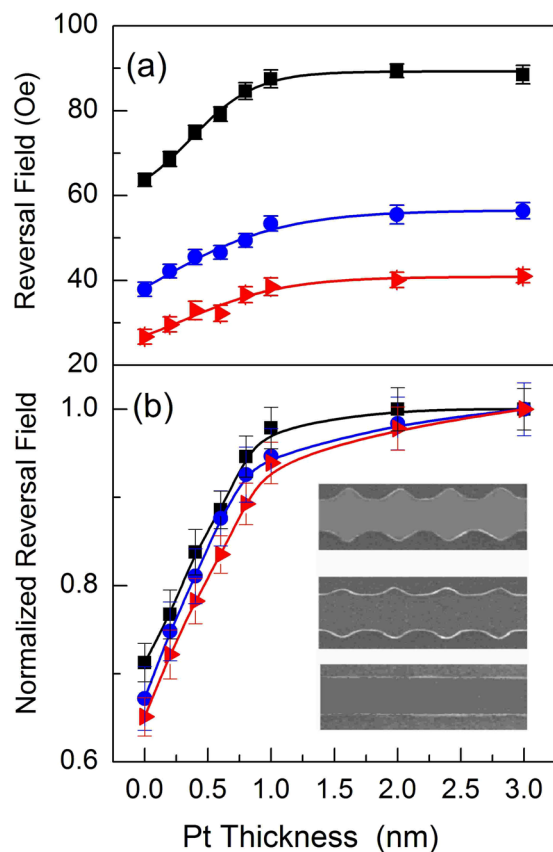 100
(a)
80
60
40
20
Reversal Field (Oe)
1.0
(b)
0.8
0.6
Normalized Reversal Field
0.0 0.5 1.0 1.5 2.0 2.5 3.0
Pt Thickness (nm)